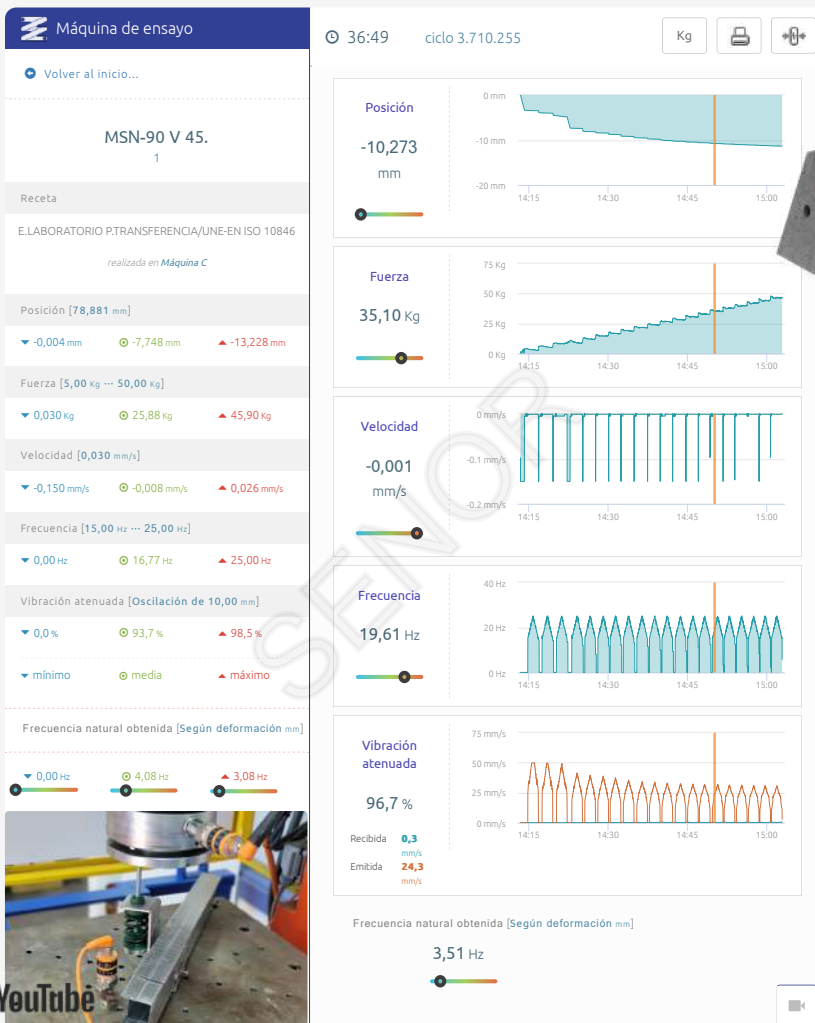 Máquina de ensayo
Volver al inicio...
MSN-90 V 45.
1
Receta
E.LABORATORIO P.TRANSFERENCIA/UNE-EN ISO 10846
realizada en Máquina C
Posición [78,881 mm]
-0,004 mm -7,748 mm -13,228 mm
Fuerza [5,00 Kg ··· 50,00 Kg]
0,030 Kg 25,88 Kg 45,90 Kg
Velocidad [0,030 mm/s]
-0,150 mm/s -0,008 mm/s 0,026 mm/s
Frecuencia [15,00 Hz ··· 25,00 Hz]
0,00 Hz 16,77 Hz 25,00 Hz
Vibración atenuada [Oscilación de 10,00 mm]
0,0 % 93,7 % 98,5 %
mínimo media máximo
Frecuencia natural obtenida [Según deformación mm]
0,00 Hz 4,08 Hz 3,08 Hz
YouTube
36:49 ciclo 3.710.255
Kg
Posición
-10,273
mm
0 mm
-10 mm
-20 mm
14:15 14:30 14:45 15:00
Fuerza
35,10 Kg
75 Kg
50 Kg
25 Kg
0 Kg
14:15 14:30 14:45 15:00
Velocidad
-0,001
mm/s
0 mm/s
-0.1 mm/s
-0.2 mm/s
14:15 14:30 14:45 15:00
Frecuencia
19,61 Hz
40 Hz
20 Hz
0 Hz
14:15 14:30 14:45 15:00
Vibración
atenuada
96,7 %
Recibida 0,3
mm/s
Emitida 24,3
mm/s
75 mm/s
50 mm/s
25 mm/s
0 mm/s
14:15 14:30 14:45 15:00
Frecuencia natural obtenida [Según deformación mm]
3,51 Hz
SENOR